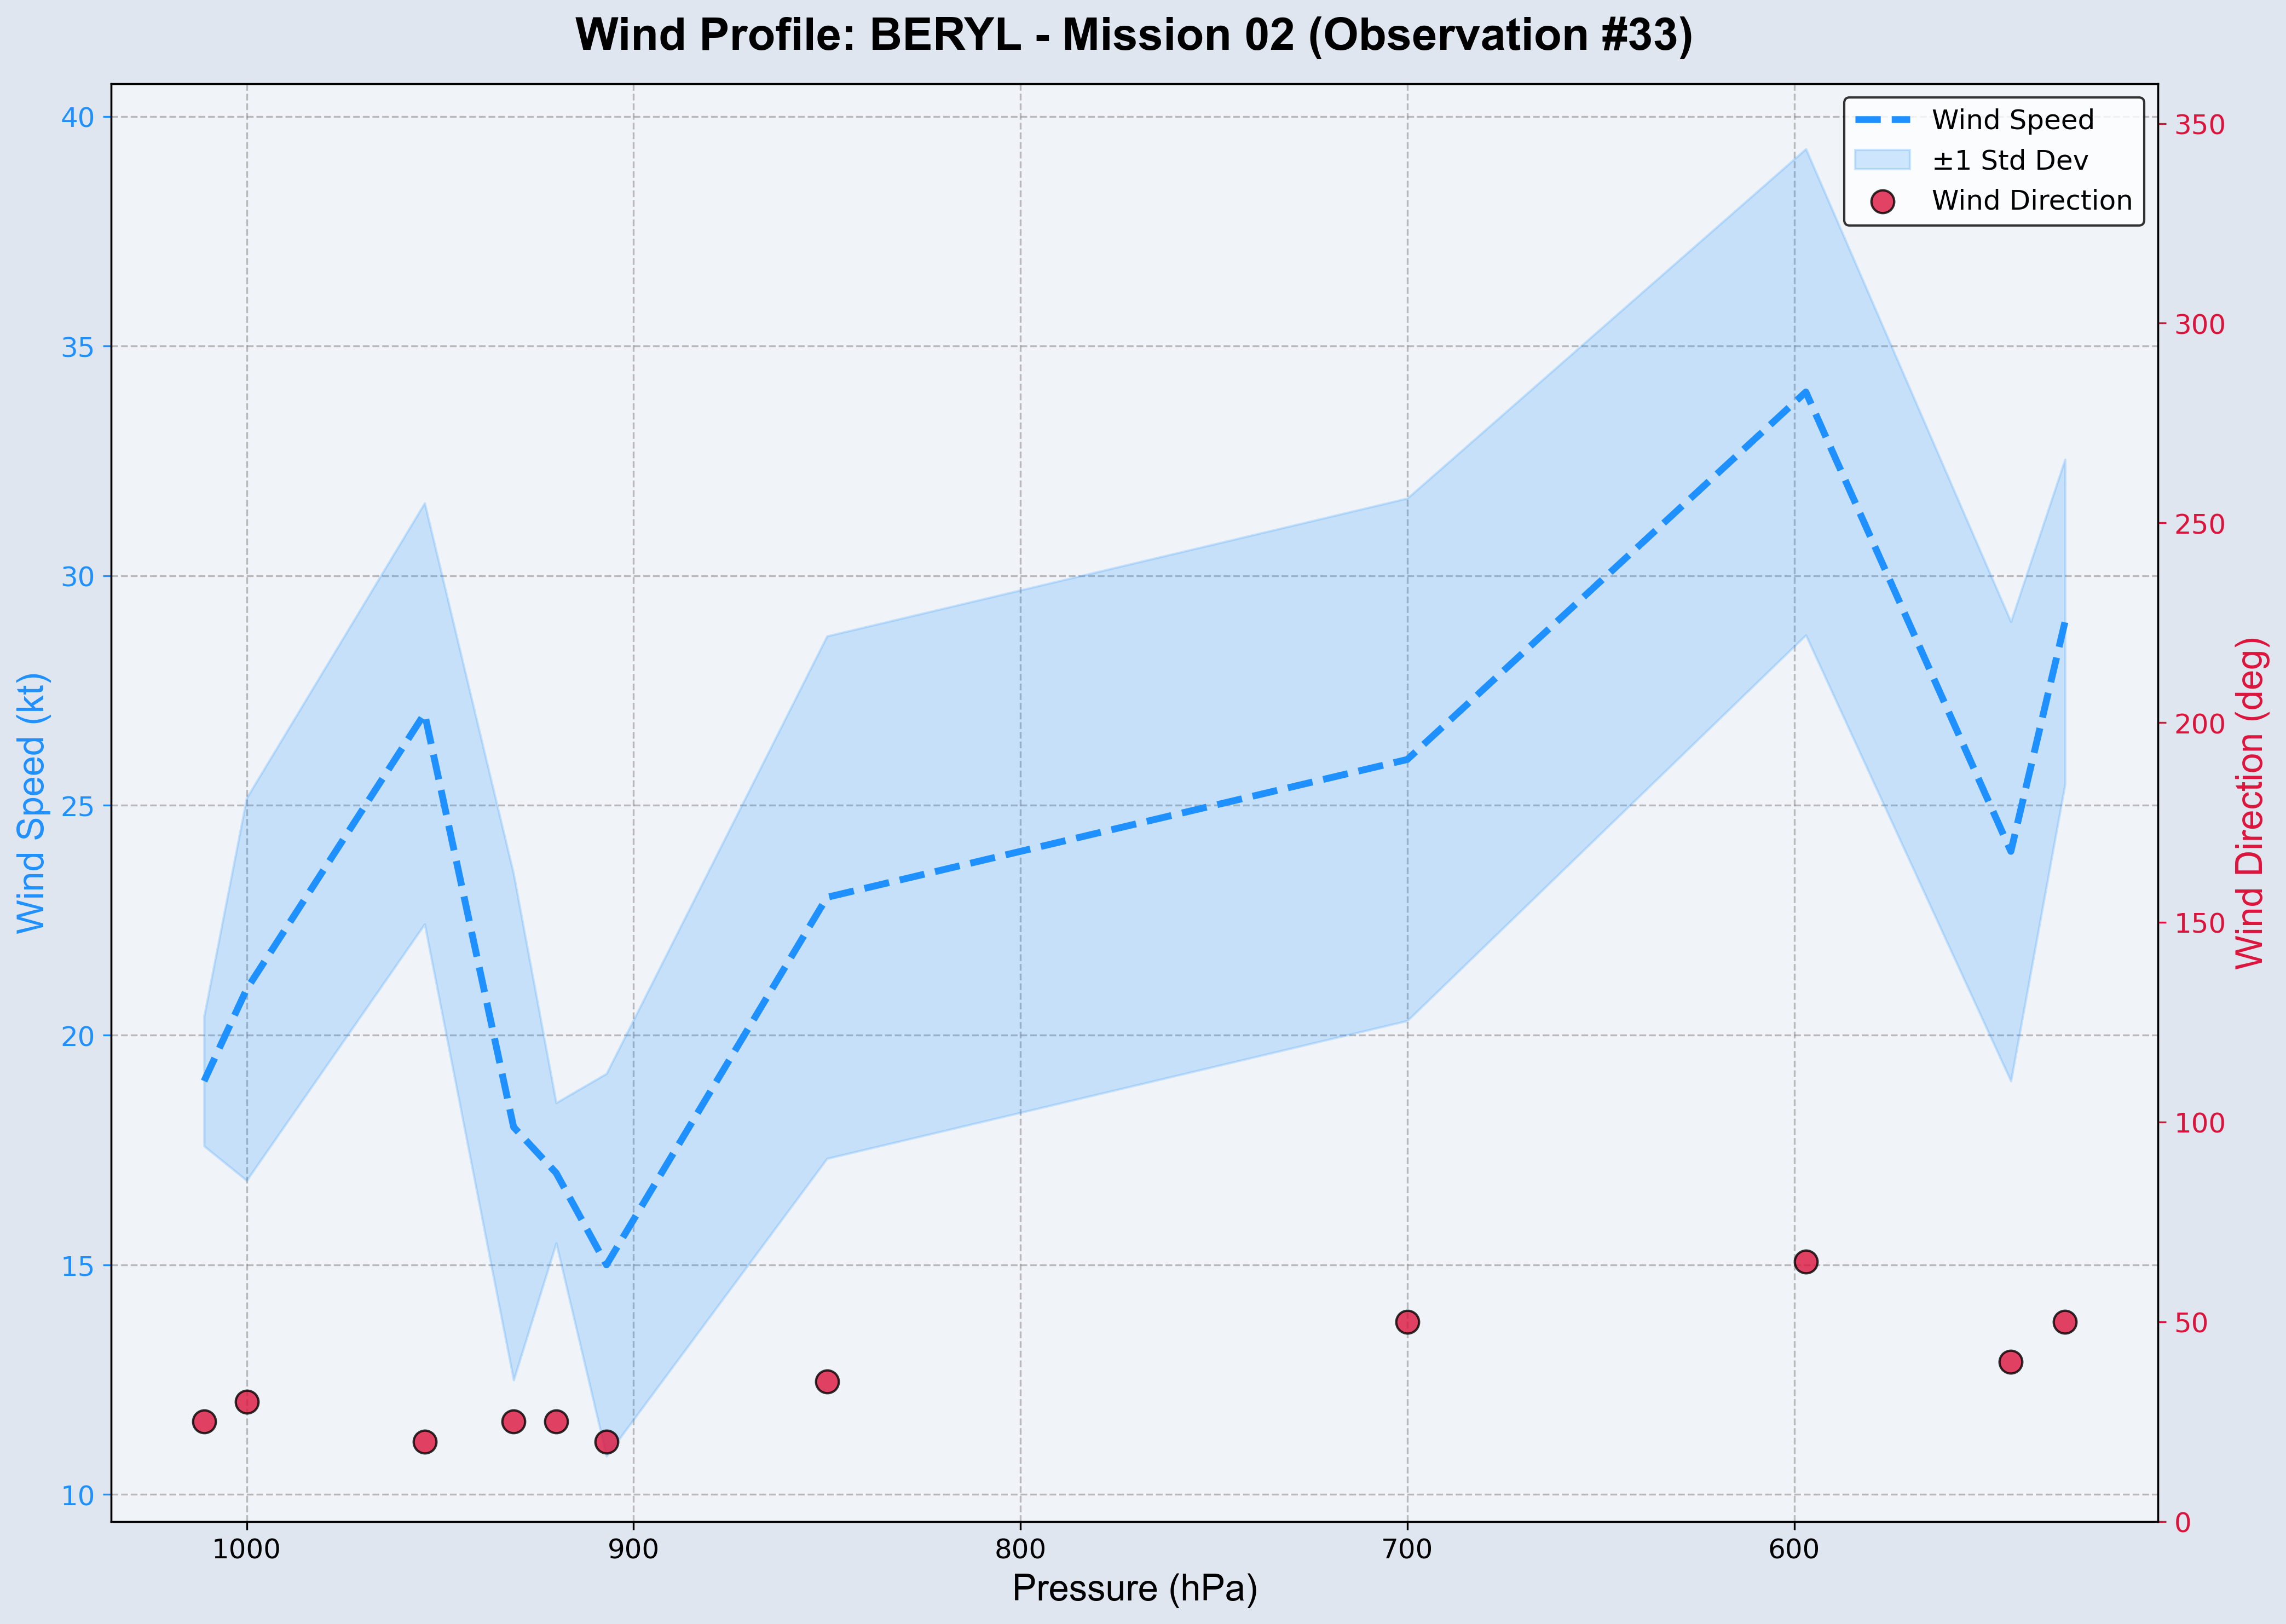 Wind Profile: BERYL - Mission 02 (Observation #33)
Wind Speed
±1 Std Dev
Wind Direction
Wind Speed (kt)
40
35
30
25
20
15
10
350
300
250
200
150
100
50
0
Wind Direction (deg)
1000 900 800 700 600
Pressure (hPa)